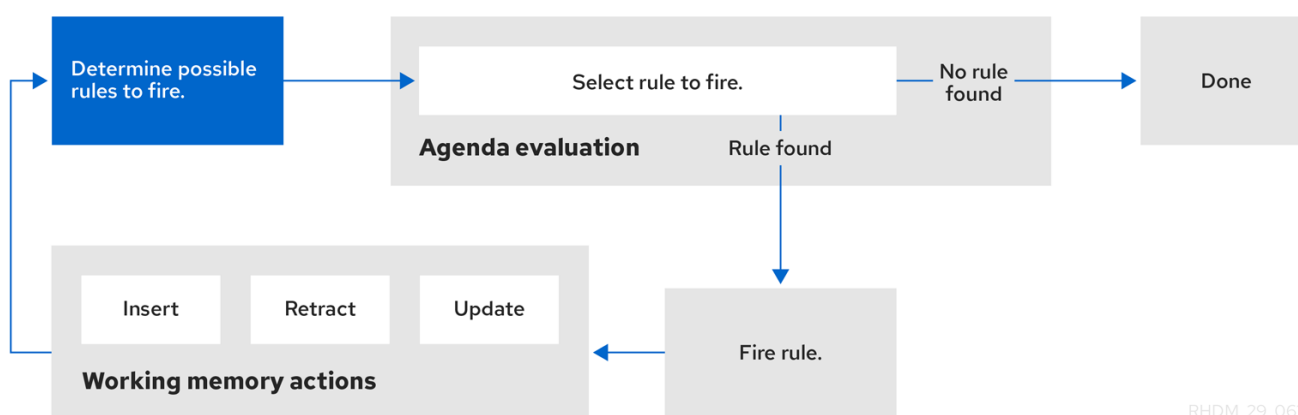 Determine possible
rules to fire.
Select rule to fire.
No rule
found
Done
Agenda evaluation
Rule found
Insert
Retract
Update
Fire rule.
Working memory actions